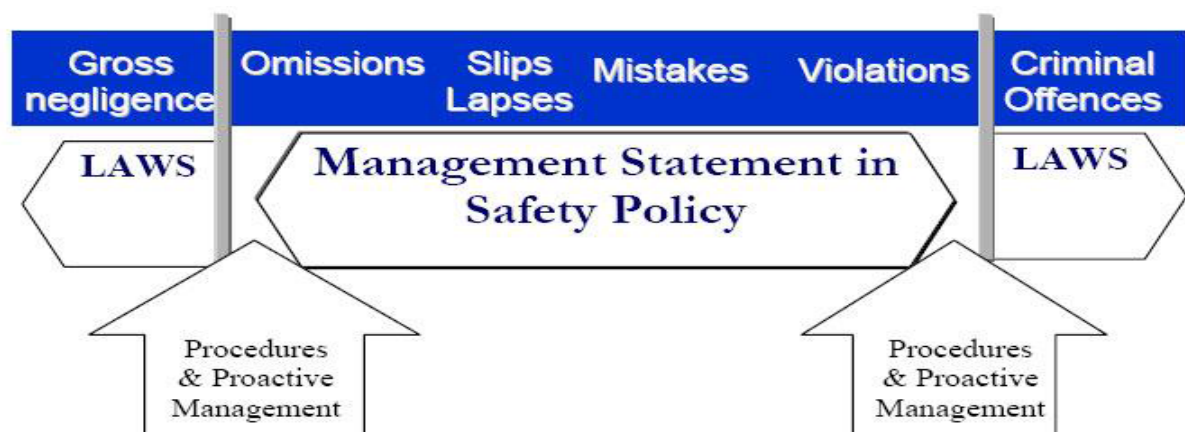 Gross
negligence
Omissions
Slips
Lapses
Mistakes
Violations
Criminal
Offences
LAWS
Management Statement in
Safety Policy
LAWS
Procedures
& Proactive
Management
Procedures
& Proactive
Management